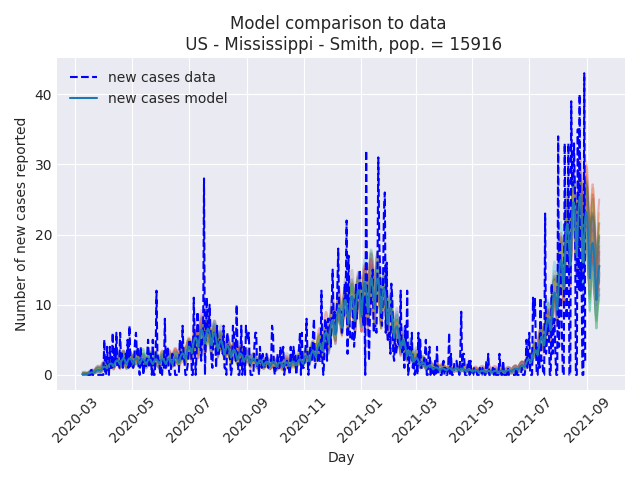 Model comparison to data
US - Mississippi - Smith, pop. = 15916
new cases data
new cases model
Number of new cases reported
40
30
20
10
0
2020-03
2020-05
2020-07
2020-09
2020-11
2021-01
2021-03
2021-05
2021-07
2021-09
Day